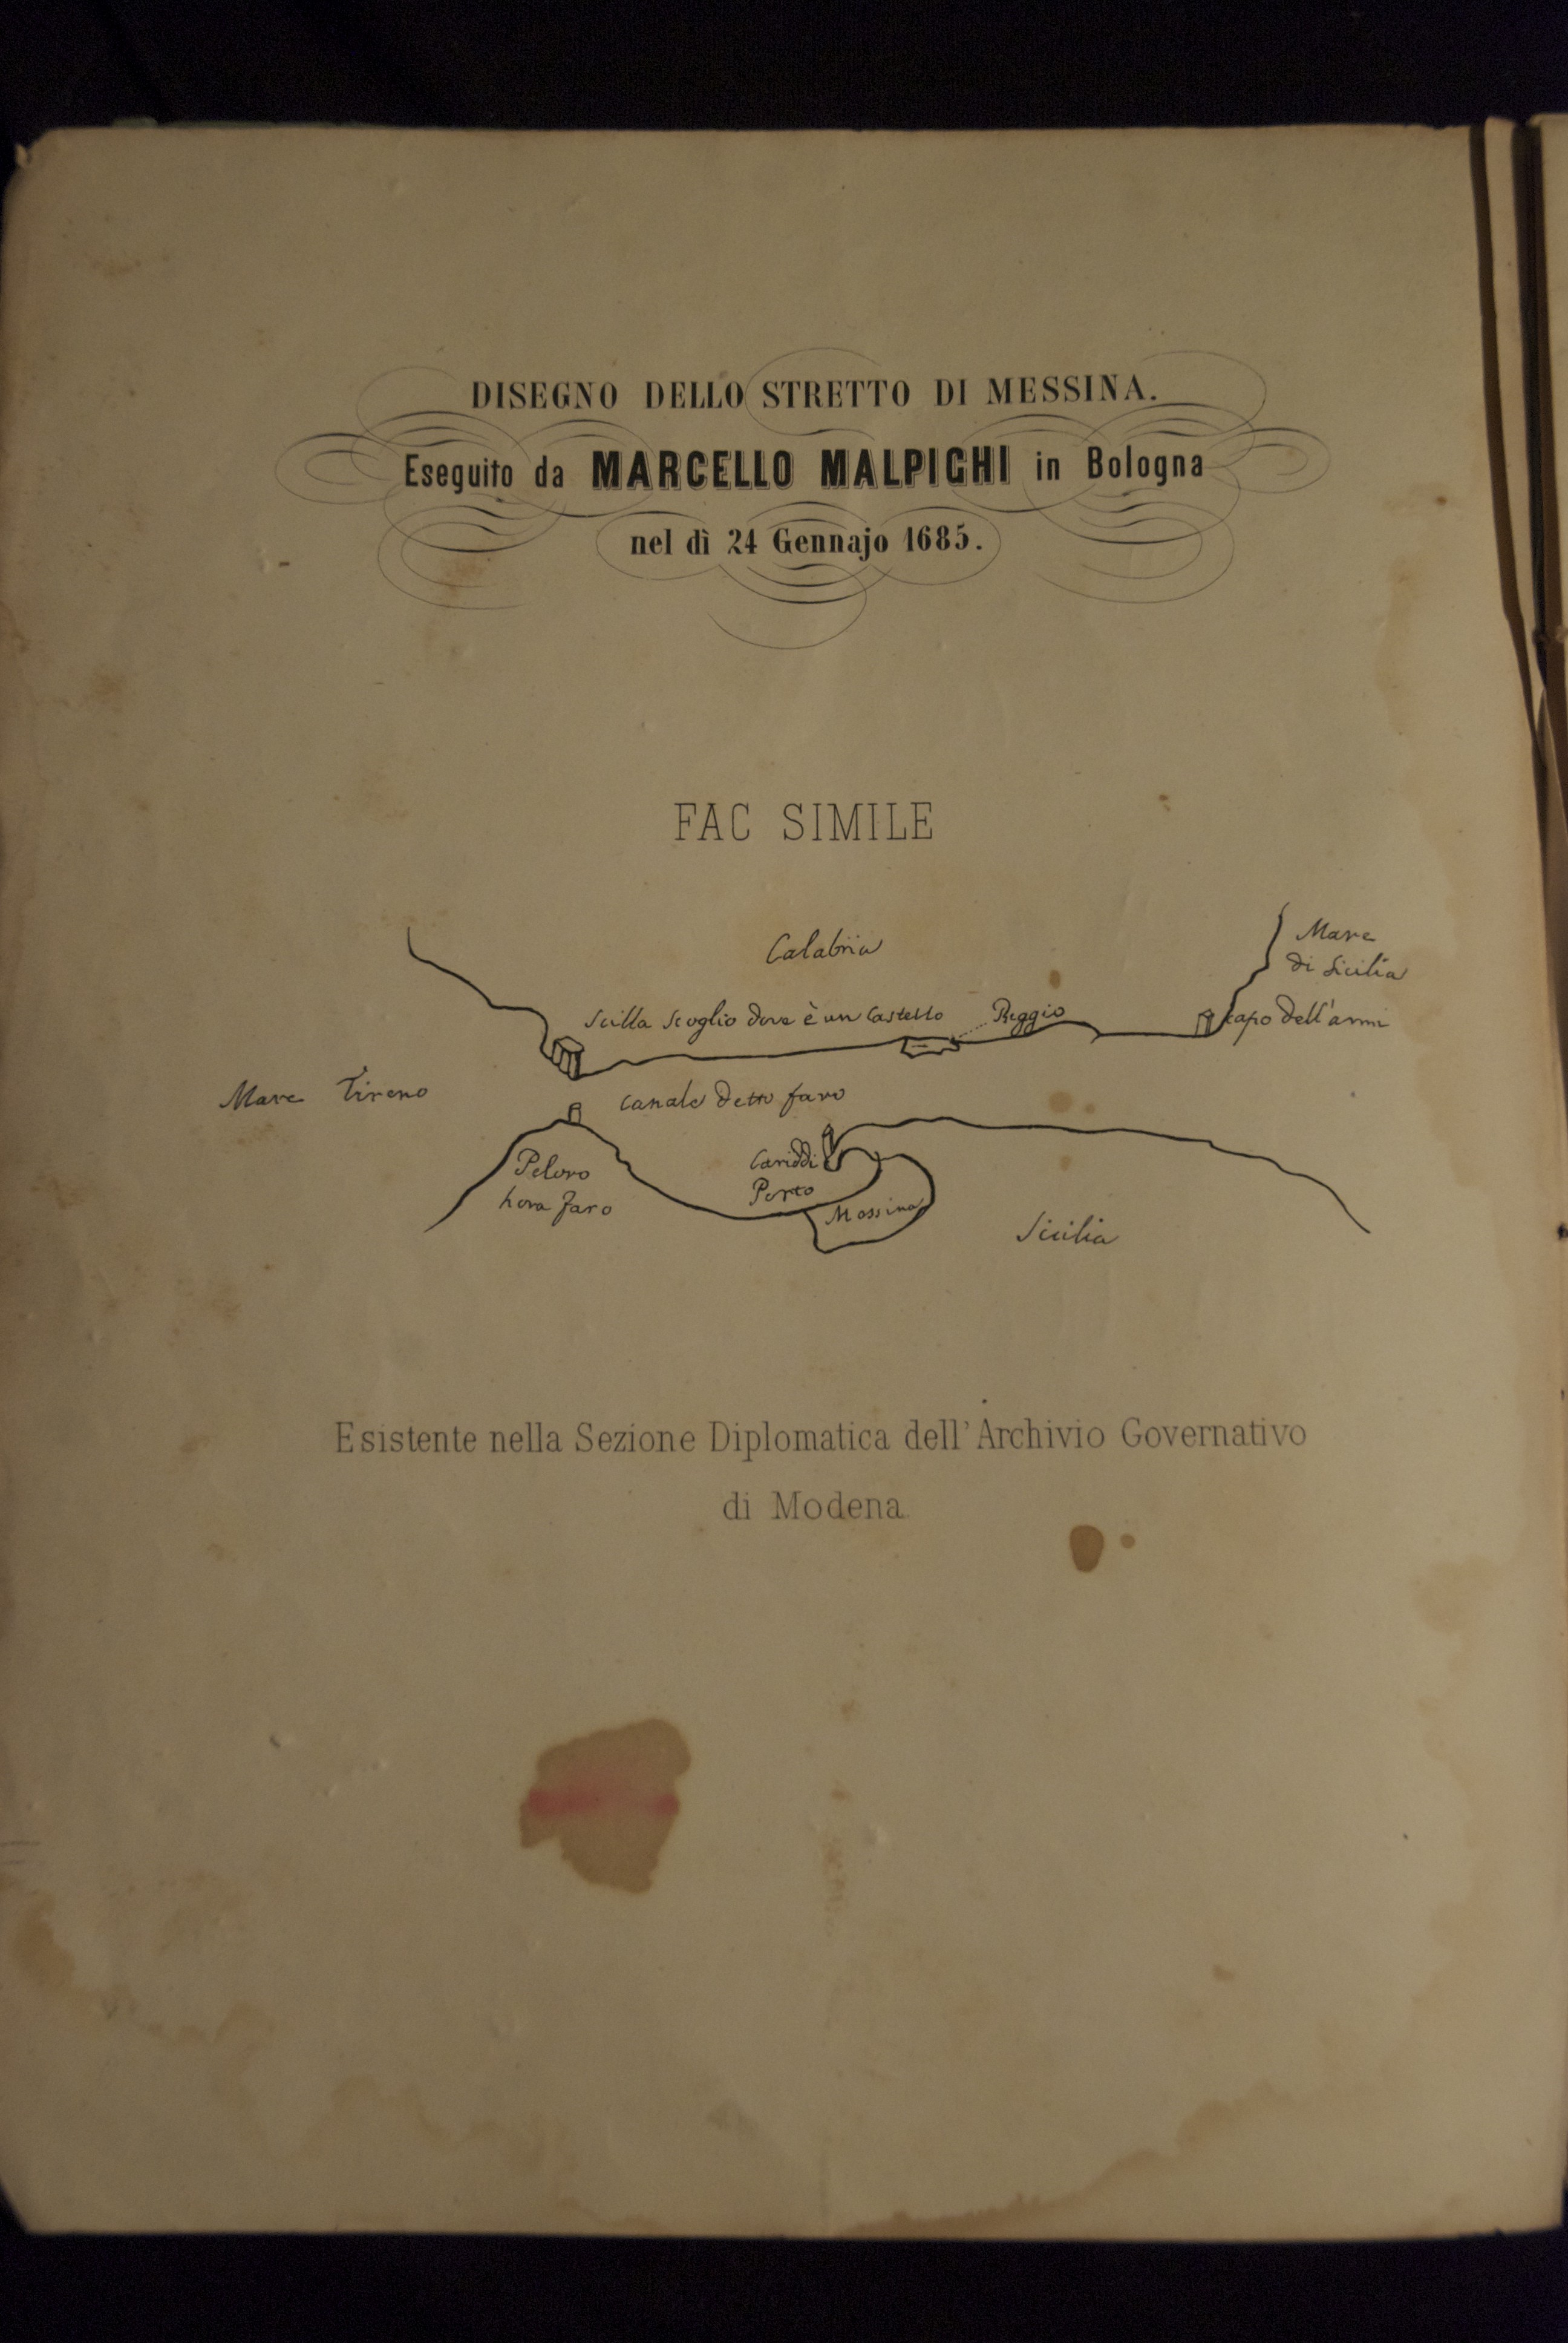 DISEGNO DELLO STRETTO DI MESSINA.
Eseguito da MARCELLO MALPIGHI in Bologna
nel dì 24 Gennajo 1685.
FAC SIMILE
Calabria
Mare
di Sicilia
Scilla Scoglio dove è un Castello
Reggio
Capo dell'armi
Mare Tireno
Canale detto faro
Peloro
hora faro
Cariddi
Porto
Messina
Sicilia
Esistente nella Sezione Diplomatica dell'Archivio Governativo
di Modena